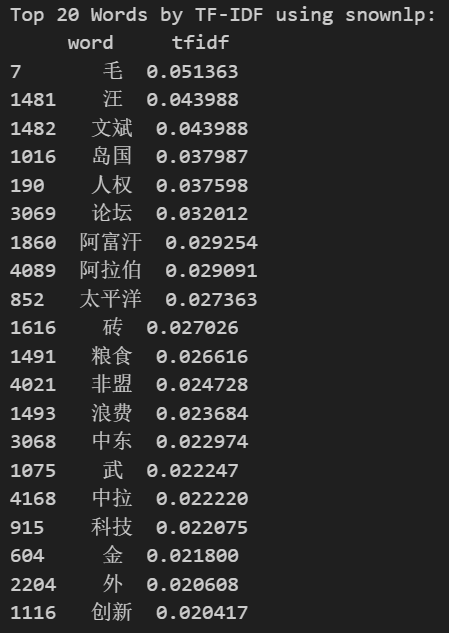 Top 20 Words by TF-IDF using snownlp:
word tfidf
7 毛 0.051363
1481 汪 0.043988
1482 文斌 0.043988
1016 岛国 0.037987
190 人权 0.037598
3069 论坛 0.032012
1860 阿富汗 0.029254
4089 阿拉伯 0.029091
852 太平洋 0.027363
1616 砖 0.027026
1491 粮食 0.026616
4021 非盟 0.024728
1493 浪费 0.023684
3068 中东 0.022974
1075 武 0.022247
4168 中拉 0.022220
915 科技 0.022075
604 金 0.021800
2204 外 0.020608
1116 创新 0.020417